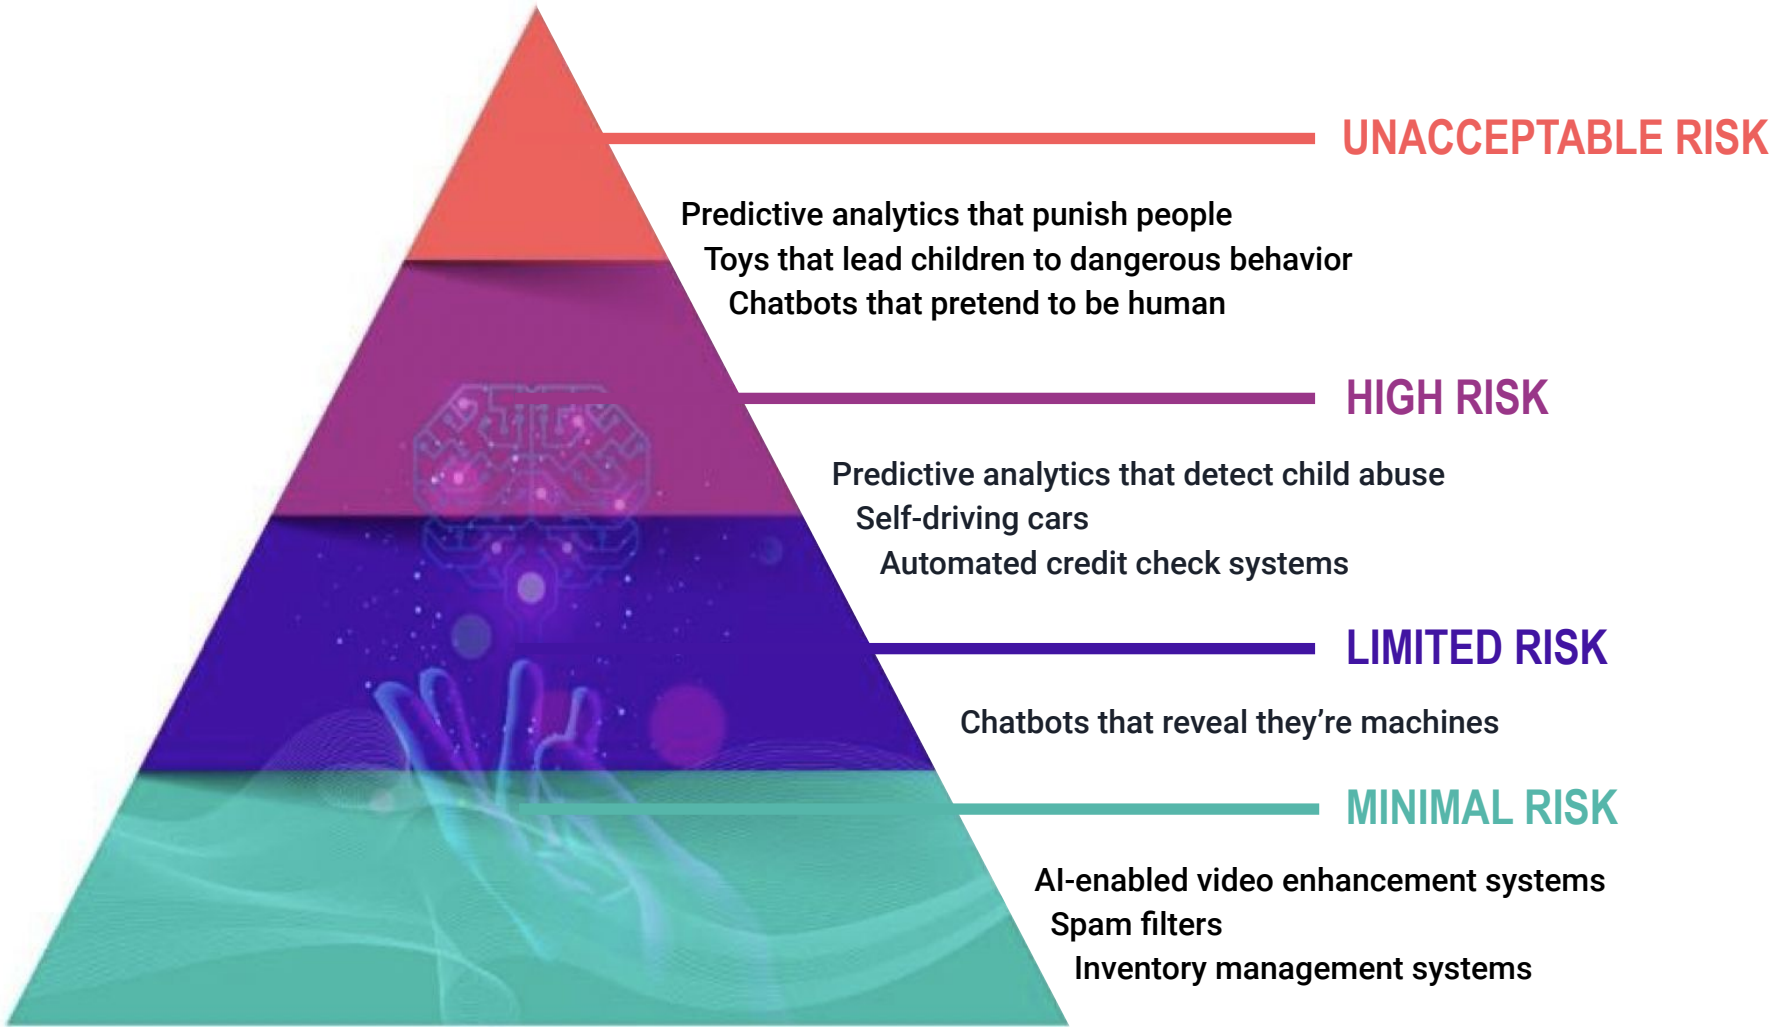 UNACCEPTABLE RISK
Predictive analytics that punish people
Toys that lead children to dangerous behavior
Chatbots that pretend to be human
HIGH RISK
Predictive analytics that detect child abuse
Self-driving cars
Automated credit check systems
LIMITED RISK
Chatbots that reveal they’re machines
MINIMAL RISK
AI-enabled video enhancement systems
Spam filters
Inventory management systems